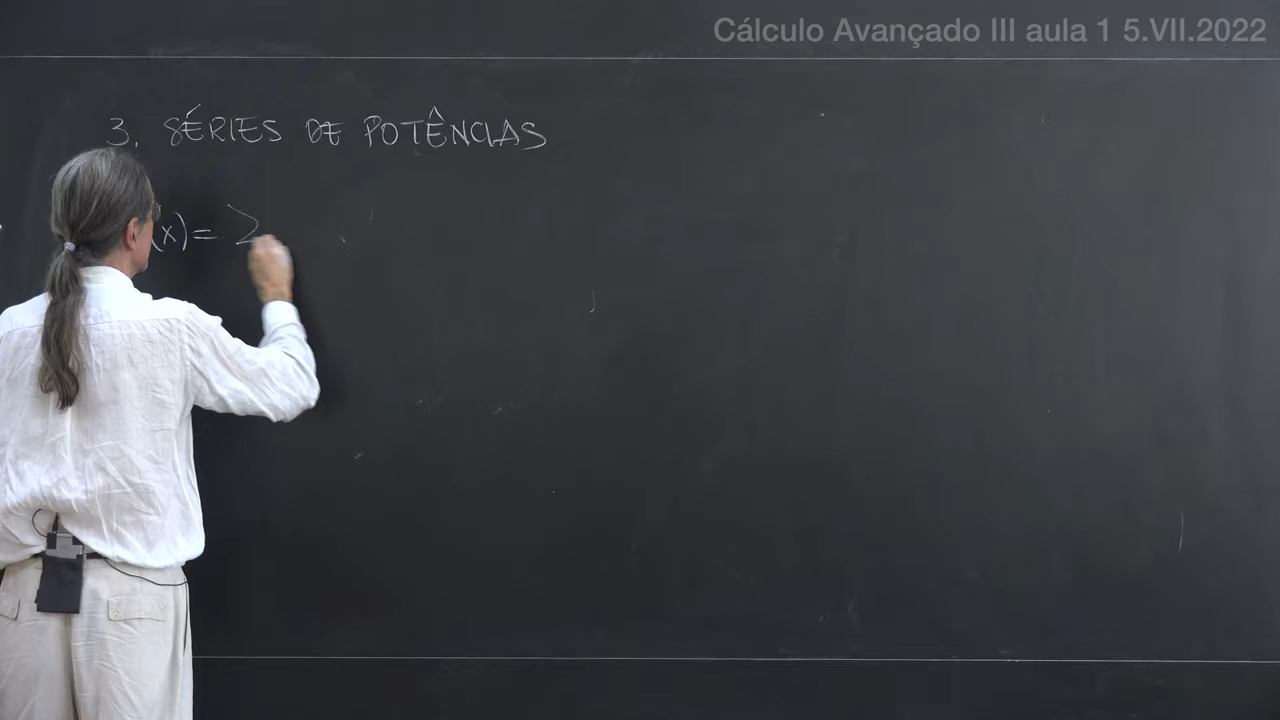 Cálculo Avançado III aula 1 5.VII.2022
3. SÉRIES DE POTÊNCIAS
(x) = Σ